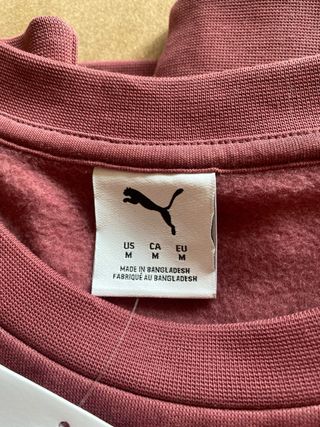 US CA EU
M M M
MADE IN BANGLADESH
FABRIQUÉ AU BANGLADESH